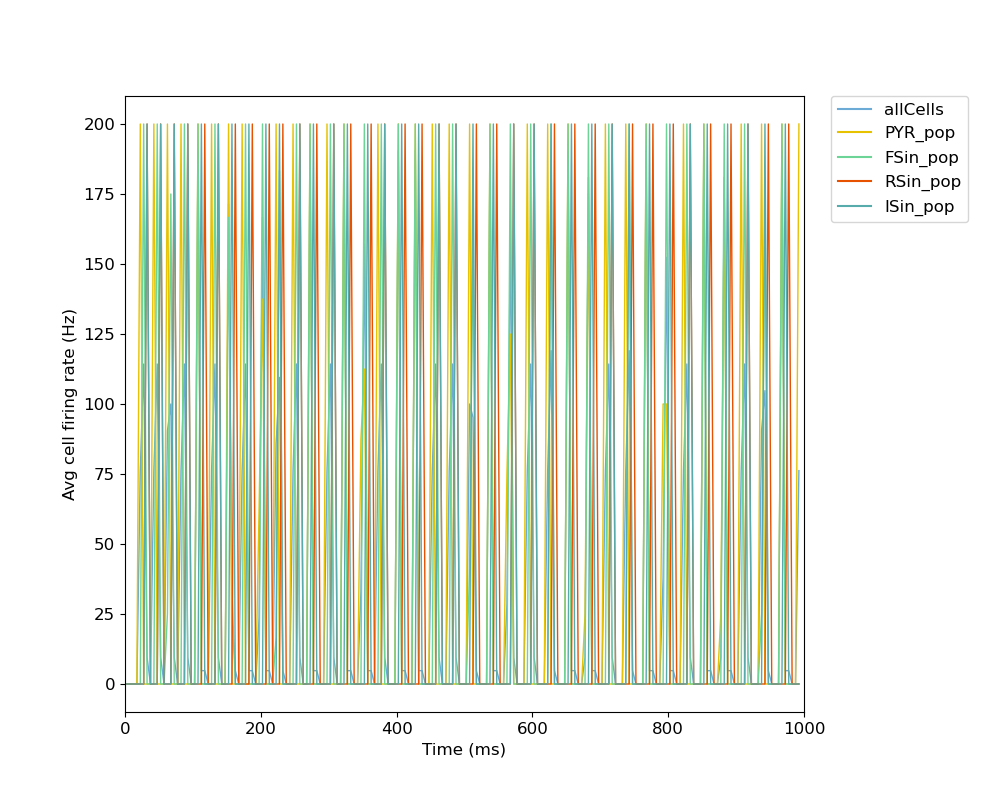 200
175
150
125
100
75
50
25
0
Avg cell firing rate (Hz)
0 200 400 600 800 1000
Time (ms)
allCells
PYR_pop
FSin_pop
RSin_pop
ISin_pop